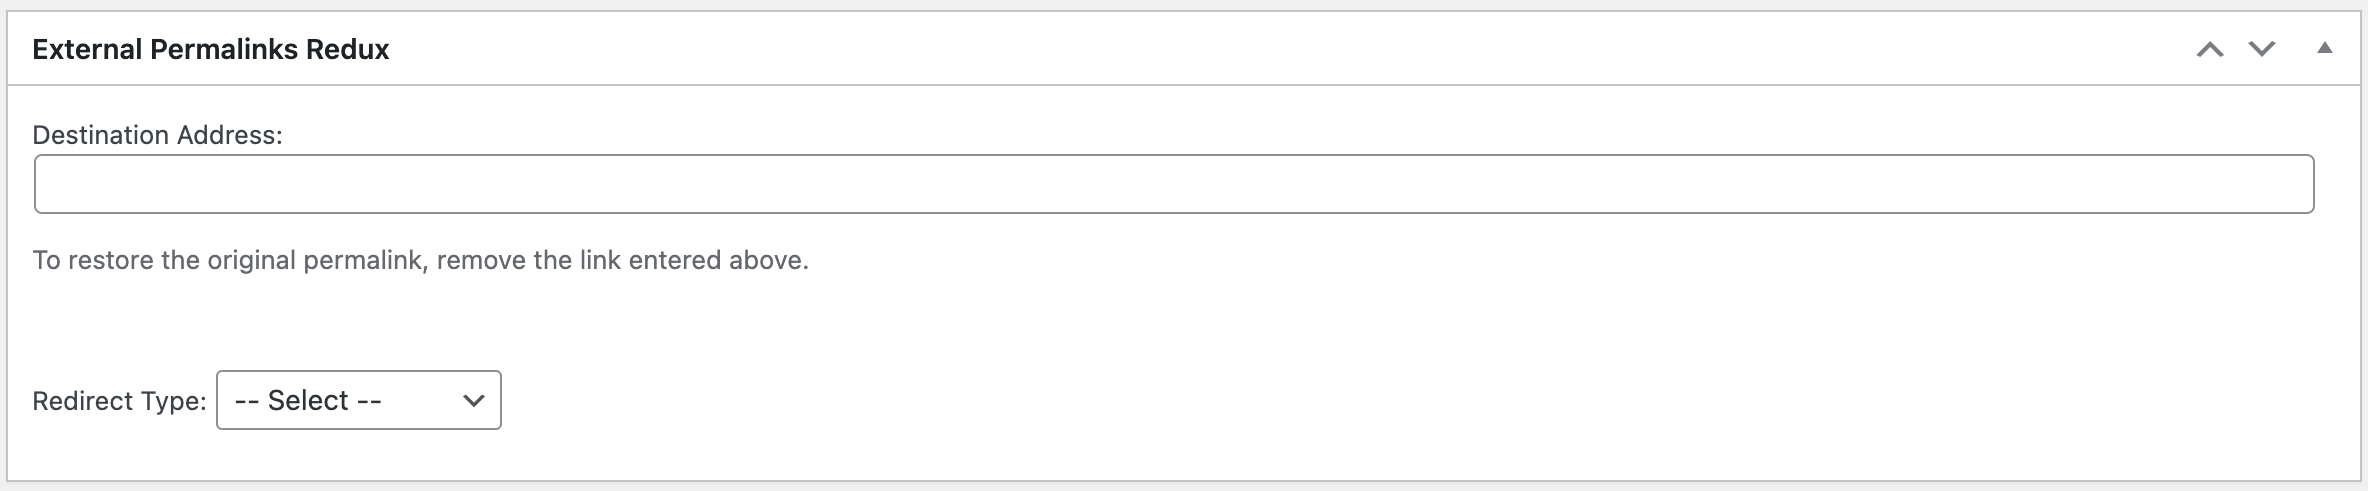 External Permalinks Redux
Destination Address:
To restore the original permalink, remove the link entered above.
Redirect Type: -- Select --